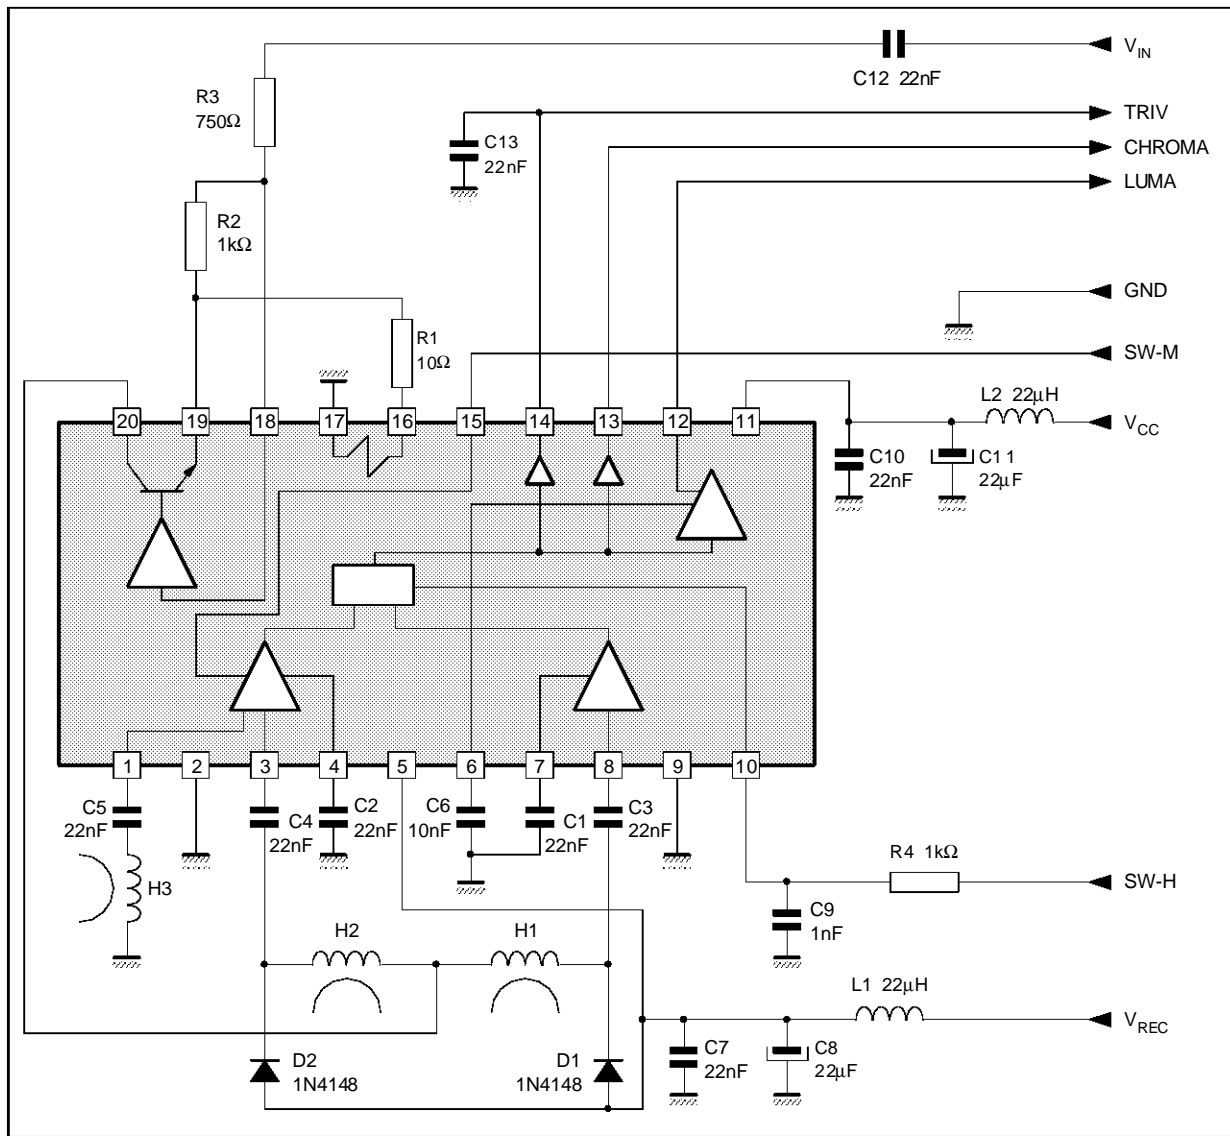 V_IN
C12 22nF
R3
750Ω
TRIV
C13
22nF
CHROMA
LUMA
R2
1kΩ
GND
R1
10Ω
SW-M
L2 22μH
20
19
18
17
16
15
14
13
12
11
V_CC
C10
22nF
C11
22μF
1
2
3
4
5
6
7
8
9
10
C5
22nF
C4
22nF
C2
22nF
C6
10nF
C1
22nF
C3
22nF
R4 1kΩ
SW-H
H3
C9
1nF
H2
H1
L1 22μH
V_REC
D2
1N4148
D1
1N4148
C7
22nF
C8
22μF